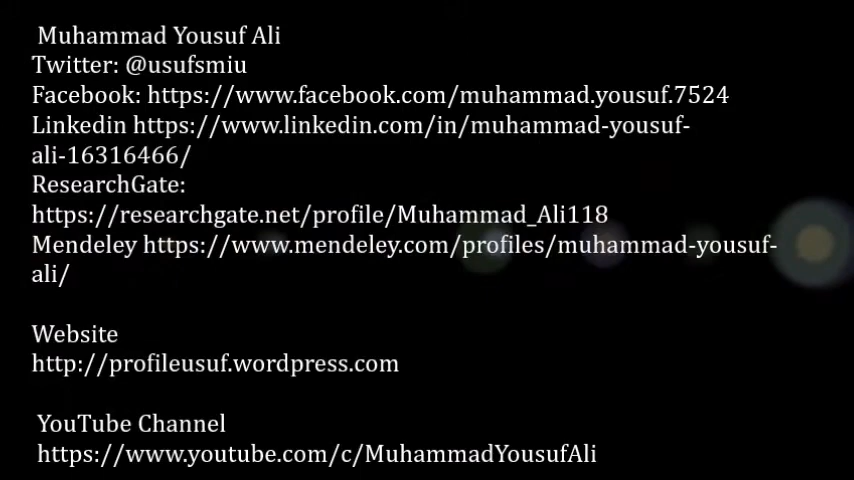 Muhammad Yousuf Ali
Twitter: @usufsmiu
Facebook: https://www.facebook.com/muhammad.yousuf.7524
Linkedin https://www.linkedin.com/in/muhammad-yousuf-
ali-16316466/
ResearchGate:
https://researchgate.net/profile/Muhammad_Ali118
Mendeley https://www.mendeley.com/profiles/muhammad-yousuf-
ali/
Website
http://profileusuf.wordpress.com
YouTube Channel
https://www.youtube.com/c/MuhammadYousufAli